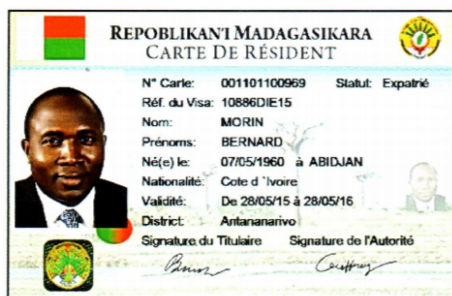 REPOBLIKAN'I MADAGASIKARA
CARTE DE RÉSIDENT
N° Carte: 001101100969 Statut: Expatrié
Réf. du Visa: 10886DIE15
Nom: MORIN
Prénoms: BERNARD
Né(e) le: 07/05/1960 à ABIDJAN
Nationalité: Cote d `Ivoire
Validité: De 28/05/15 à 28/05/16
District: Antananarivo
Signature du Titulaire Signature de l'Autorité